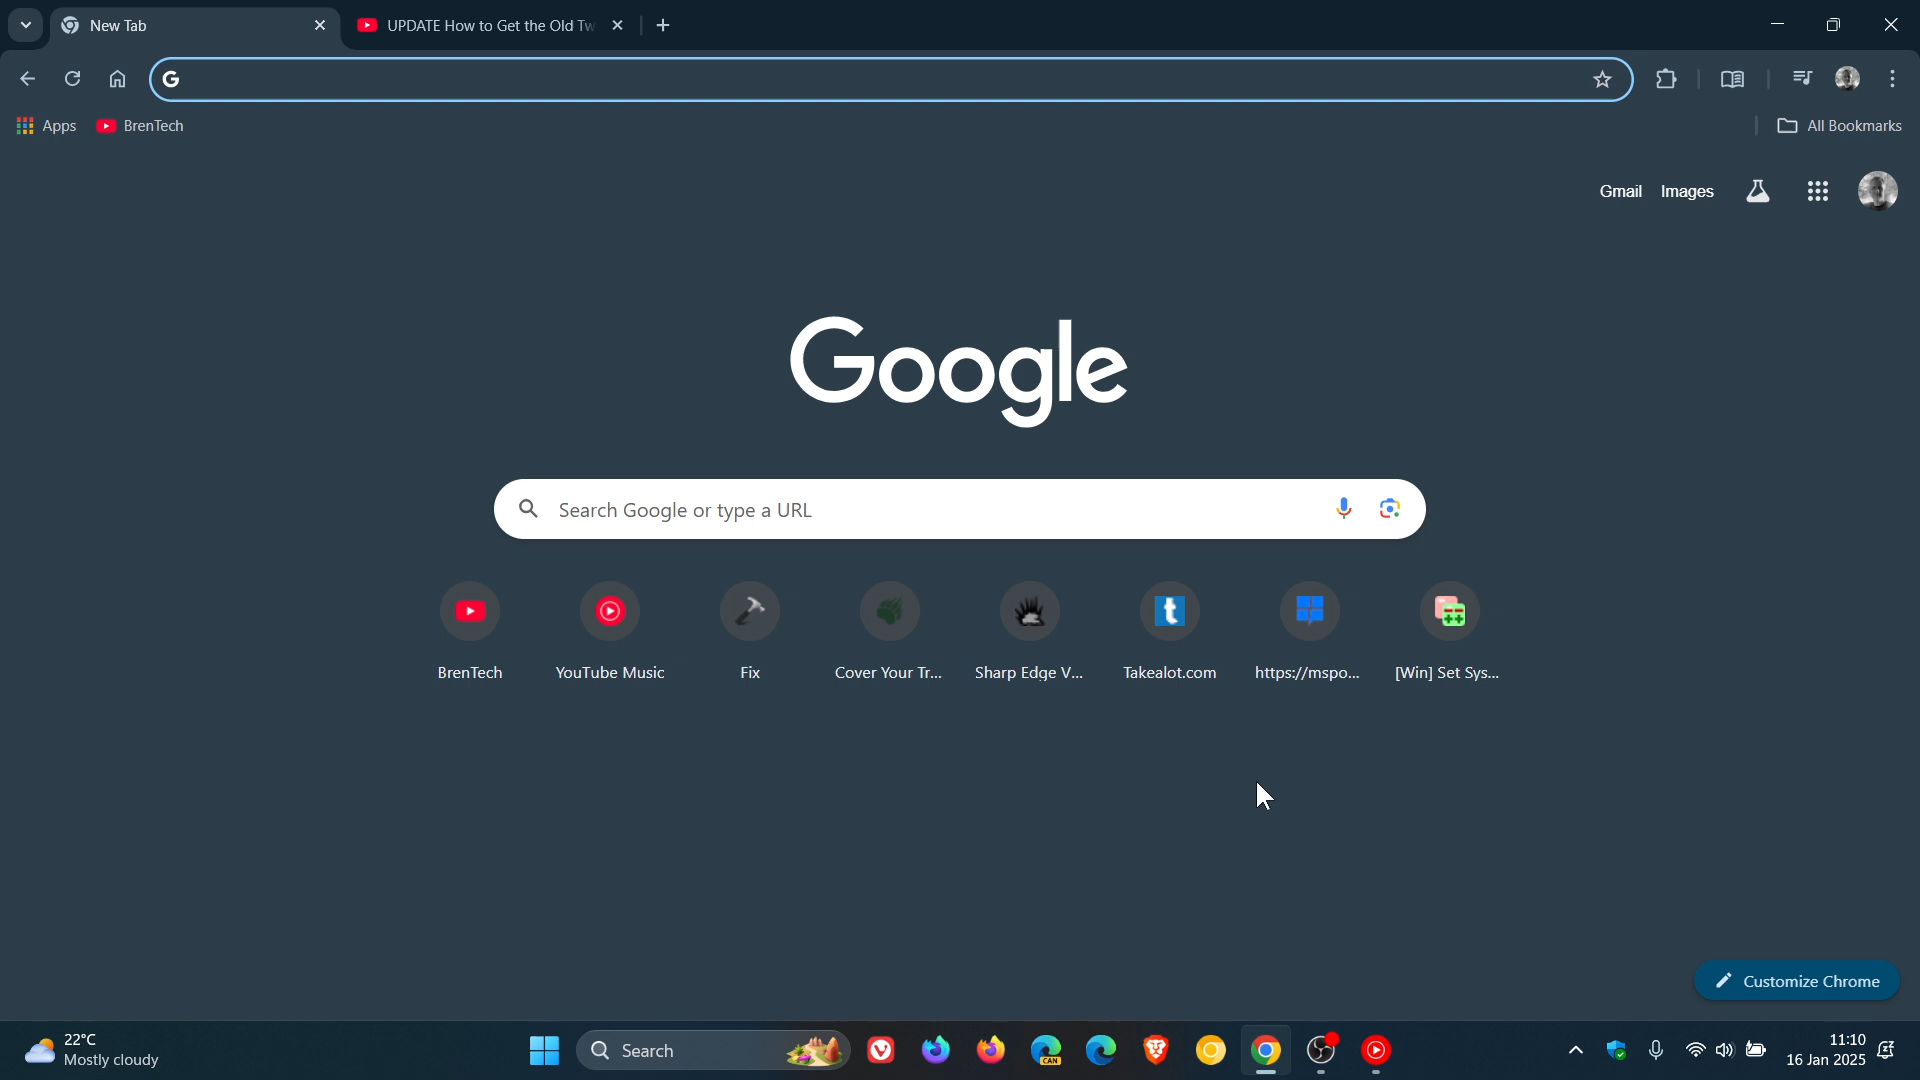 New Tab
UPDATE How to Get the Old Tw
Apps
BrenTech
All Bookmarks
Gmail
Images
Google
Search Google or type a URL
BrenTech
YouTube Music
Fix
Cover Your Tr...
Sharp Edge V...
Takealot.com
https://mspo...
[Win] Set Sys...
Customize Chrome
22°C
Mostly cloudy
Search
CAN
11:10
16 Jan 2025